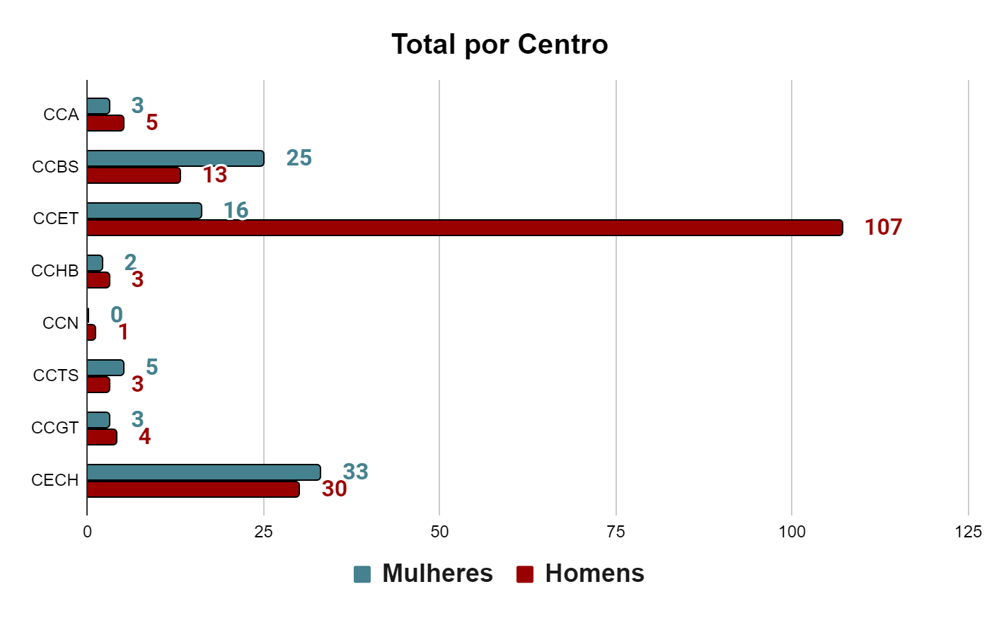 Total por Centro
CCA
3
5
CCBS
25
13
CCET
16
107
CCHB
2
3
CCN
0
1
CCTS
5
3
CCGT
3
4
CECH
33
30
0 25 50 75 100 125
Mulheres Homens